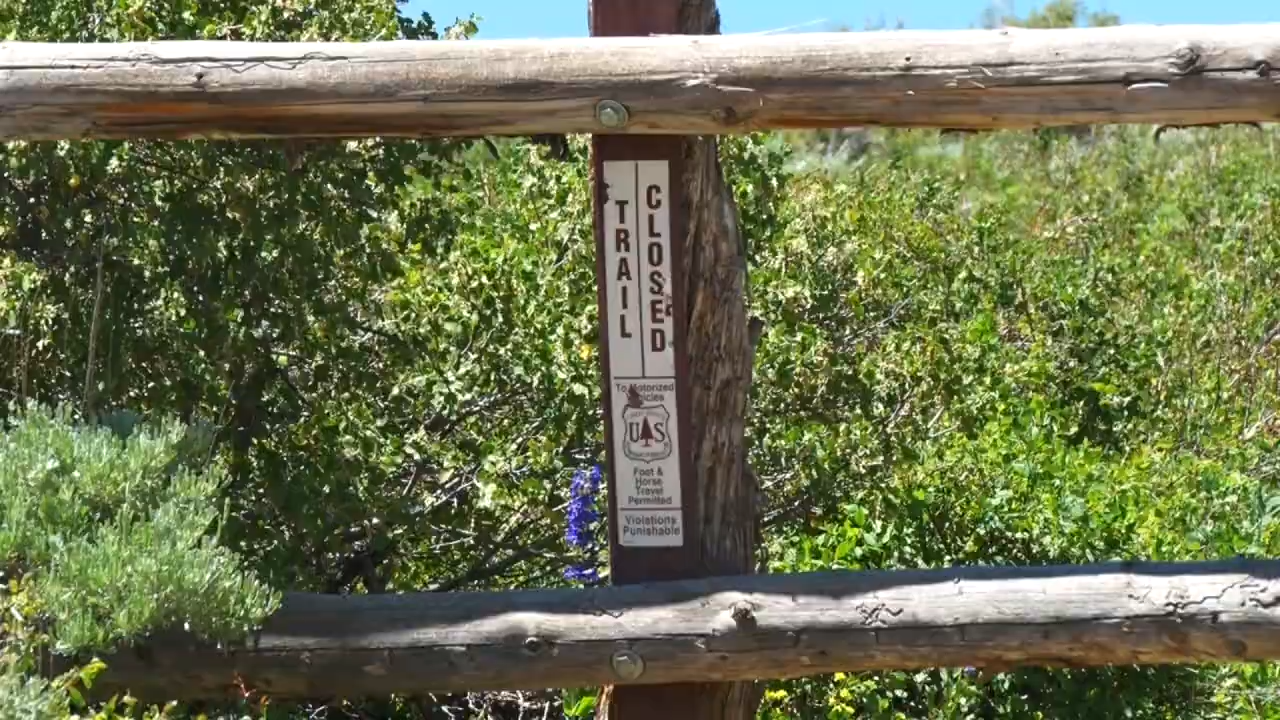 TRAIL
CLOSED
To Motorized
Vehicles
US
Foot &
Horse
Travel
Permitted
Violations
Punishable